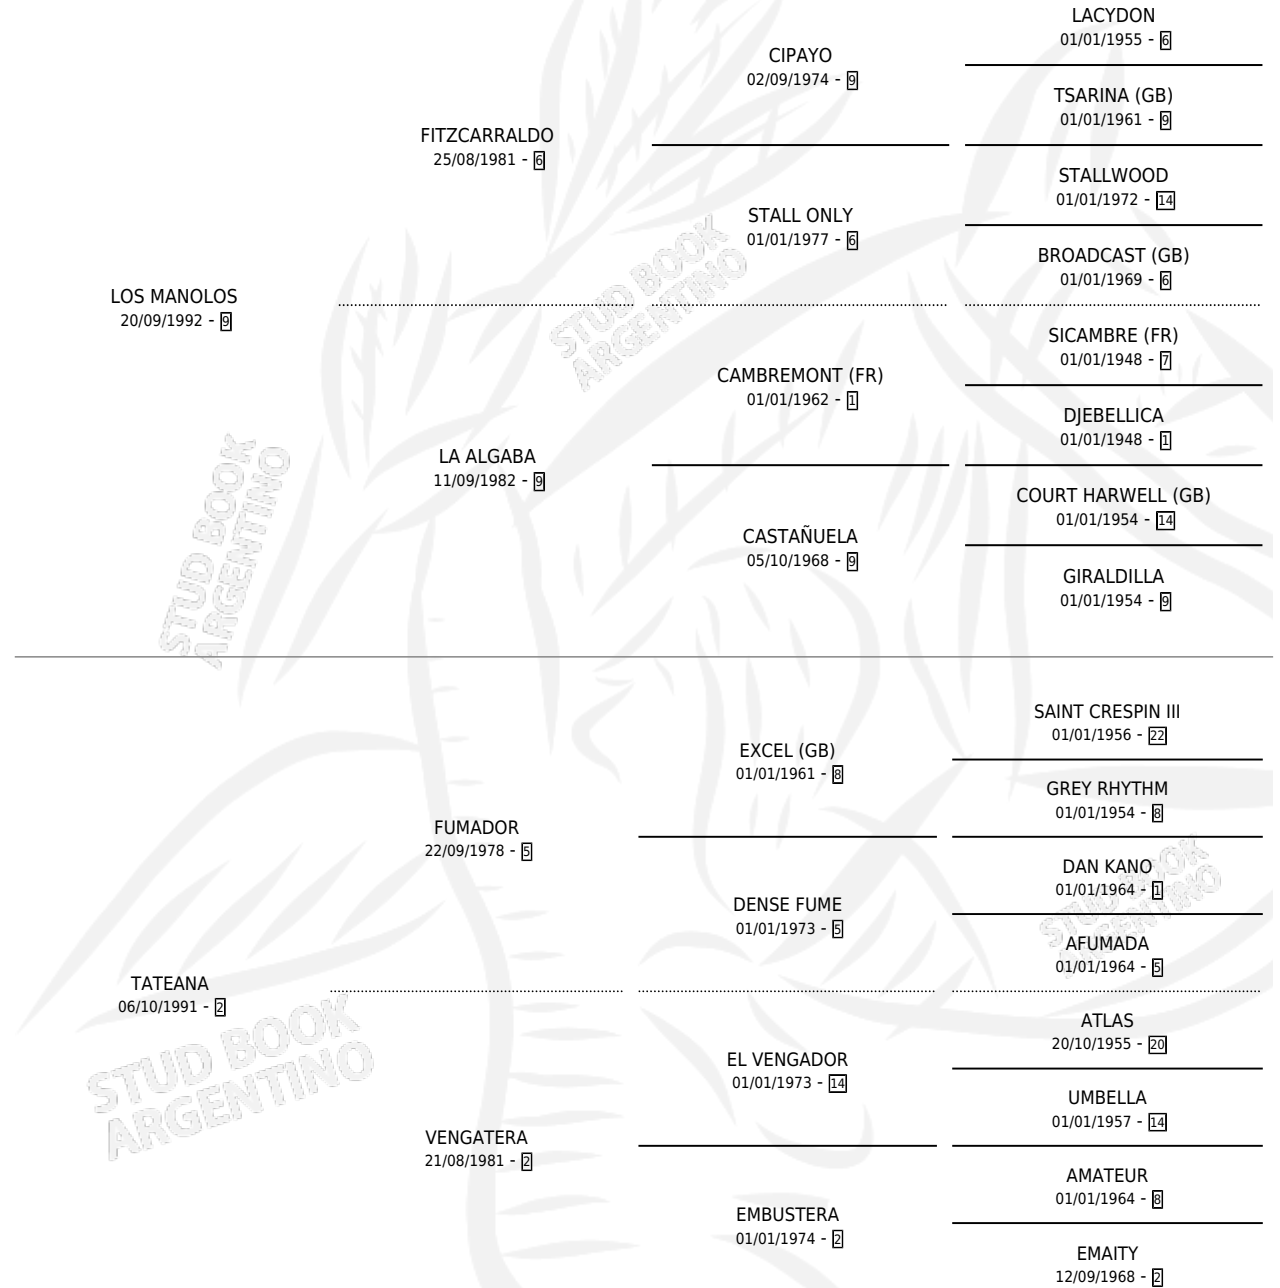 LACYDON
01/01/1955 - 6
CIPAYO
02/09/1974 - 9
TSARINA (GB)
01/01/1961 - 9
FITZCARRALDO
25/08/1981 - 6
STALLWOOD
01/01/1972 - 14
STALL ONLY
01/01/1977 - 6
BROADCAST (GB)
01/01/1969 - 6
LOS MANOLOS
20/09/1992 - 9
SICAMBRE (FR)
01/01/1948 - 7
CAMBREMONT (FR)
01/01/1962 - 1
DJEBELLICA
01/01/1948 - 1
LA ALGABA
11/09/1982 - 9
COURT HARWELL (GB)
01/01/1954 - 14
CASTAÑUELA
05/10/1968 - 9
GIRALDILLA
01/01/1954 - 9
STUD BOOK
ARGENTINO
STUD BOOK
ARGENTINO
SAINT CRESPIN III
01/01/1956 - 22
EXCEL (GB)
01/01/1961 - 8
GREY RHYTHM
01/01/1954 - 8
FUMADOR
22/09/1978 - 5
DAN KANO
01/01/1964 - 1
DENSE FUME
01/01/1973 - 5
AFUMADA
01/01/1964 - 5
STUD BOOK
ARGENTINO
TATEANA
06/10/1991 - 2
ATLAS
20/10/1955 - 20
EL VENGADOR
01/01/1973 - 14
UMBELLA
01/01/1957 - 14
VENGATERA
21/08/1981 - 2
AMATEUR
01/01/1964 - 8
EMBUSTERA
01/01/1974 - 2
EMAITY
12/09/1968 - 2
STUD BOOK
ARGENTINO